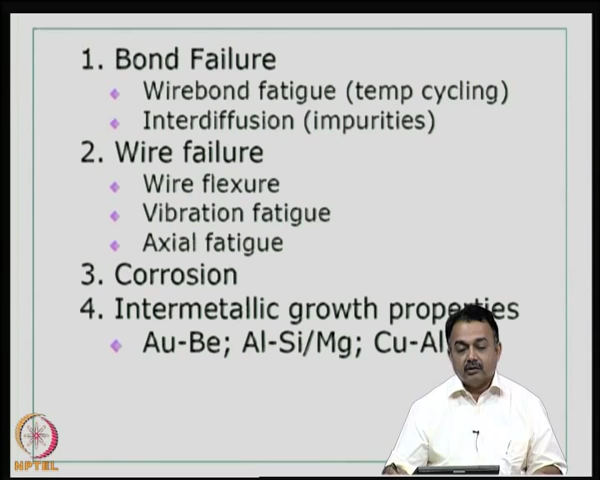 1. Bond Failure
Wirebond fatigue (temp cycling)
Interdiffusion (impurities)
2. Wire failure
Wire flexure
Vibration fatigue
Axial fatigue
3. Corrosion
4. Intermetallic growth properties
Au-Be; Al-Si/Mg; Cu-Al
NPTEL